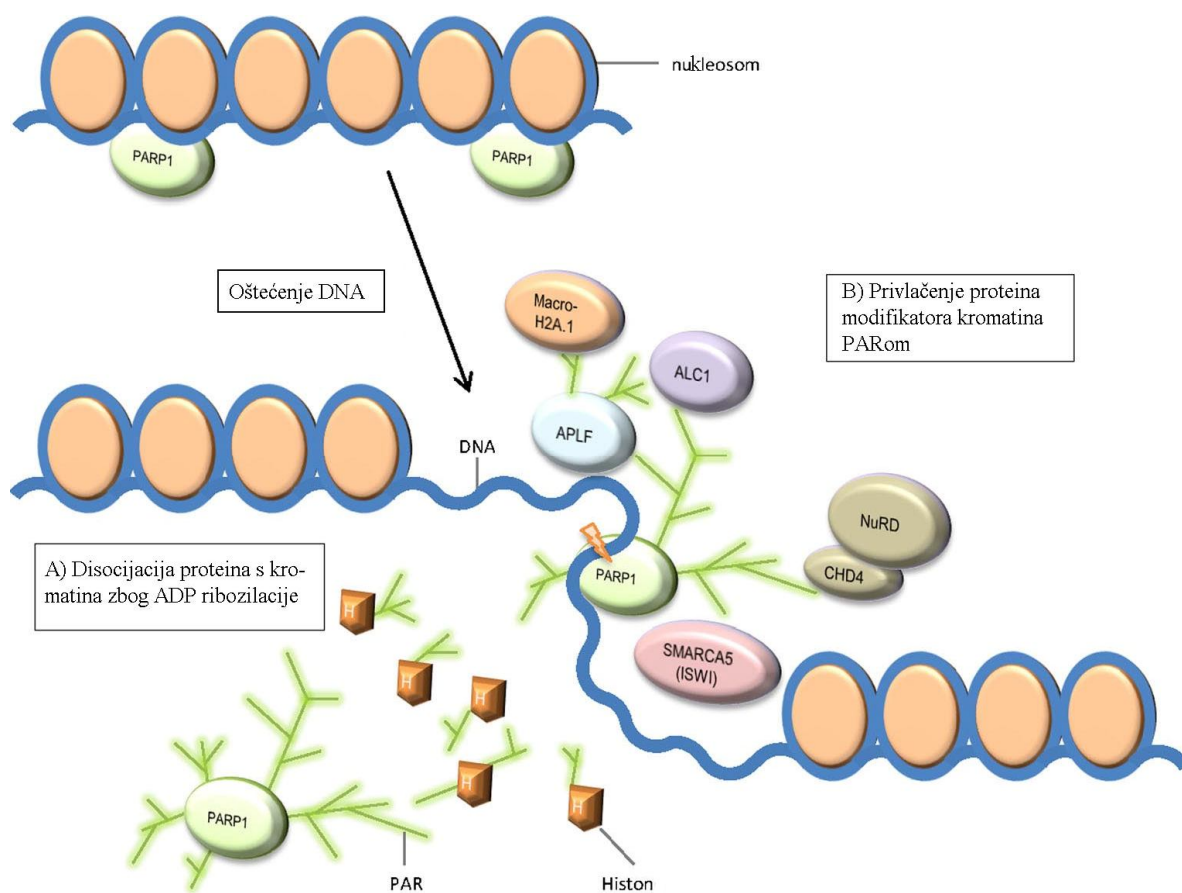 nukleosom
PARP1
PARP1
Oštećenje DNA
Macro-
H2A.1
B) Privlačenje proteina
modifikatora kromatina
PARom
ALC1
APLF
DNA
NuRD
CHD4
PARP1
A) Disocijacija proteina s kro-
matina zbog ADP ribozilacije
H
SMARCA5
(ISWI)
H
H
H
H
PARP1
PAR
Histon